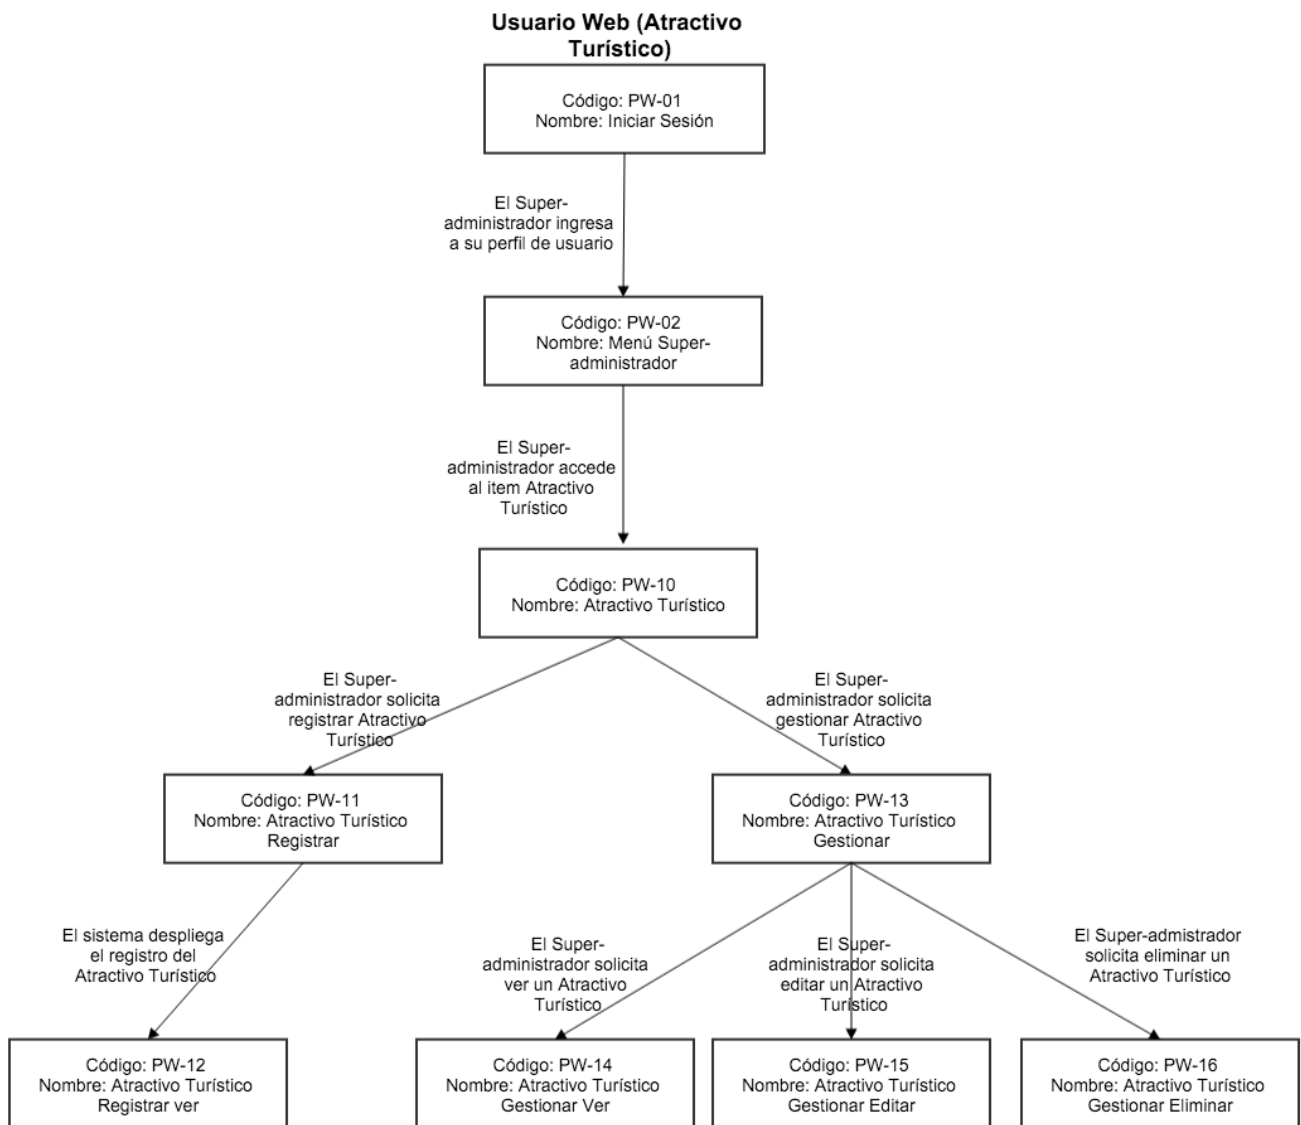 Usuario Web (Atractivo
Turístico)
Código: PW-01
Nombre: Iniciar Sesión
El Super-
administrador ingresa
a su perfil de usuario
Código: PW-02
Nombre: Menú Super-
administrador
El Super-
administrador accede
al item Atractivo
Turístico
Código: PW-10
Nombre: Atractivo Turístico
El Super-
administrador solicita
registrar Atractivo
Turístico
El Super-
administrador solicita
gestionar Atractivo
Turístico
Código: PW-11
Nombre: Atractivo Turístico
Registrar
Código: PW-13
Nombre: Atractivo Turístico
Gestionar
El sistema despliega
el registro del
Atractivo Turístico
El Super-
administrador solicita
ver un Atractivo
Turístico
El Super-
administrador solicita
editar un Atractivo
Turístico
El Super-admistrador
solicita eliminar un
Atractivo Turístico
Código: PW-12
Nombre: Atractivo Turístico
Registrar ver
Código: PW-14
Nombre: Atractivo Turístico
Gestionar Ver
Código: PW-15
Nombre: Atractivo Turístico
Gestionar Editar
Código: PW-16
Nombre: Atractivo Turístico
Gestionar Eliminar